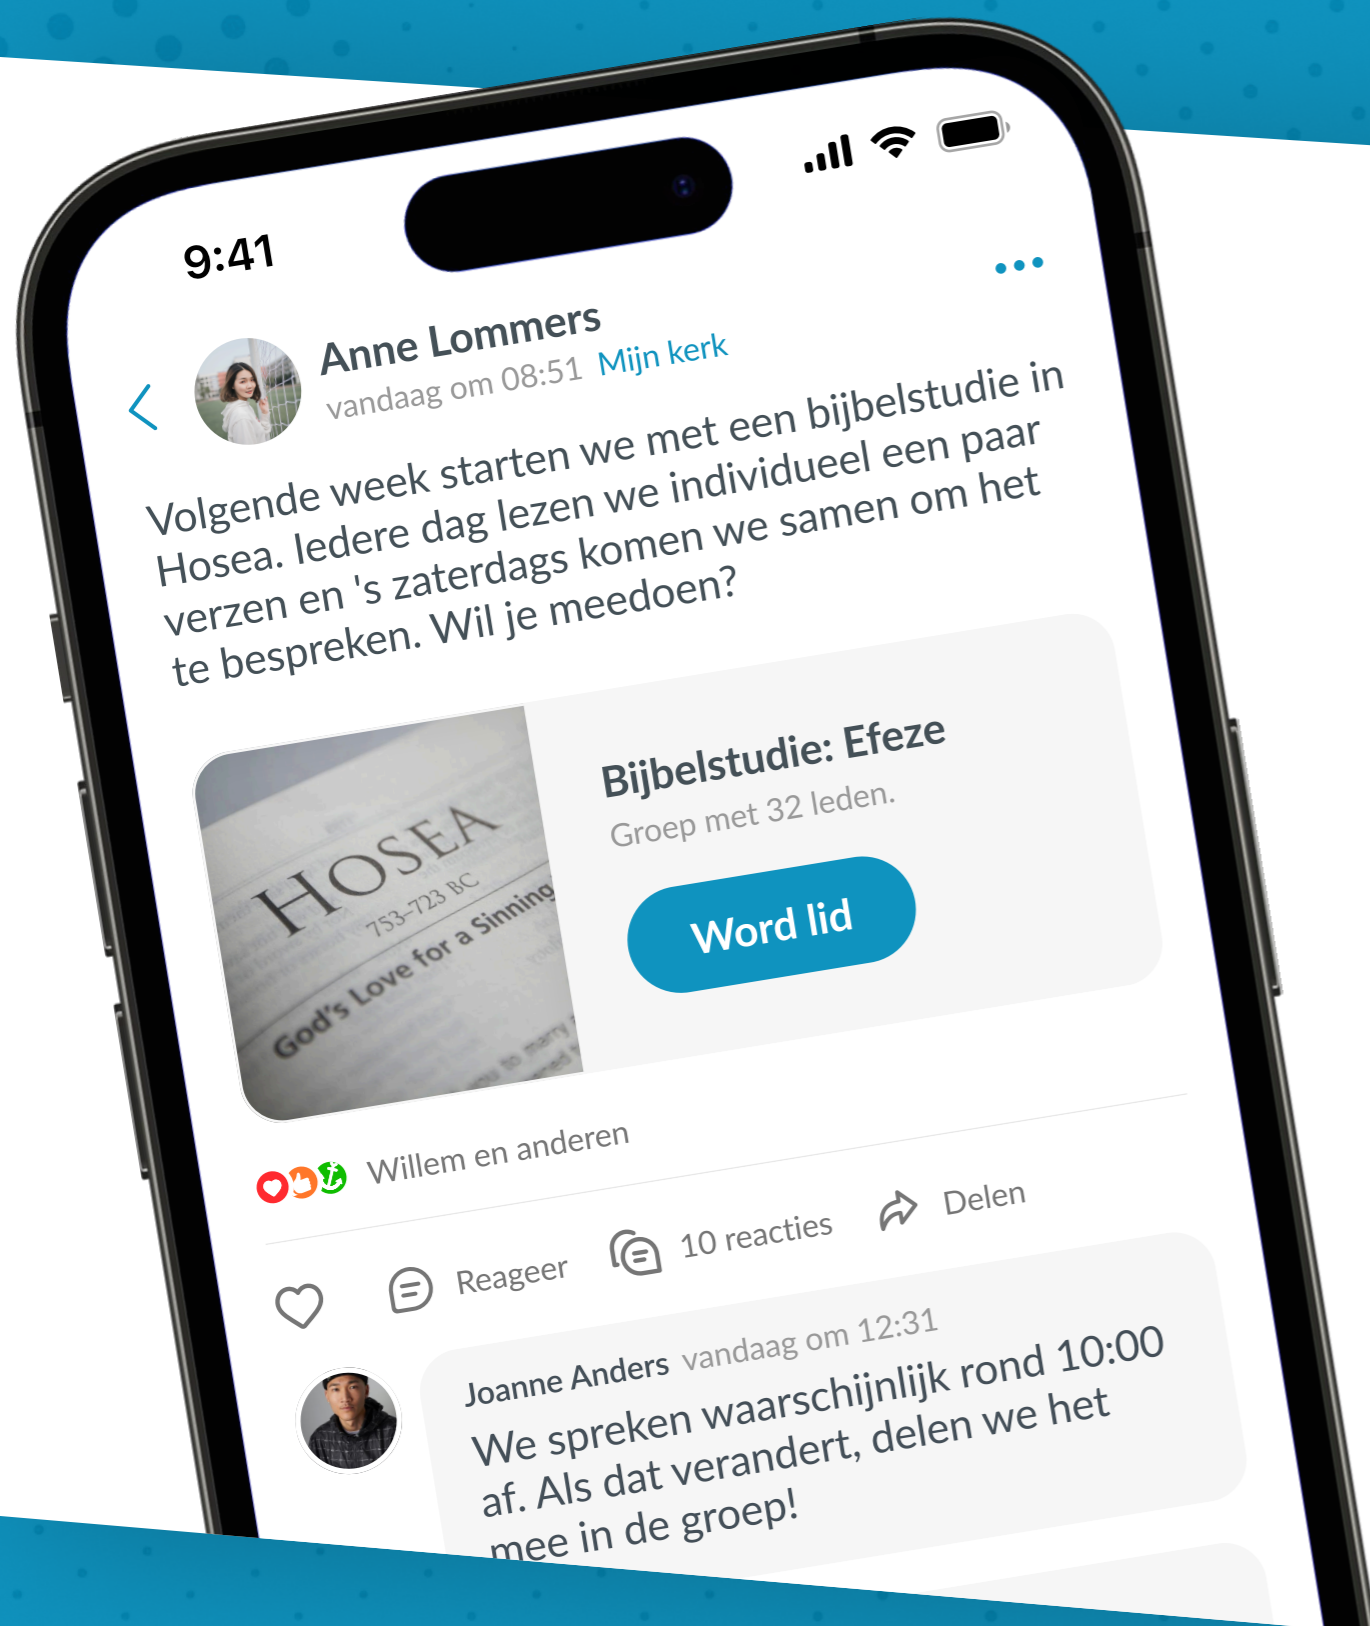 9:41
Anne Lommers
vandaag om 08:51 Mijn kerk
Volgende week starten we met een bijbelstudie in
Hosea. Iedere dag lezen we individueel een paar
verzen en 's zaterdags komen we samen om het
te bespreken. Wil je meedoen?
HOSEA
753–723 BC
God's Love for a Sinning
to marry
Bijbelstudie: Efeze
Groep met 32 leden.
Word lid
Willem en anderen
Reageer
10 reacties
Delen
Joanne Anders vandaag om 12:31
We spreken waarschijnlijk rond 10:00
af. Als dat verandert, delen we het
mee in de groep!